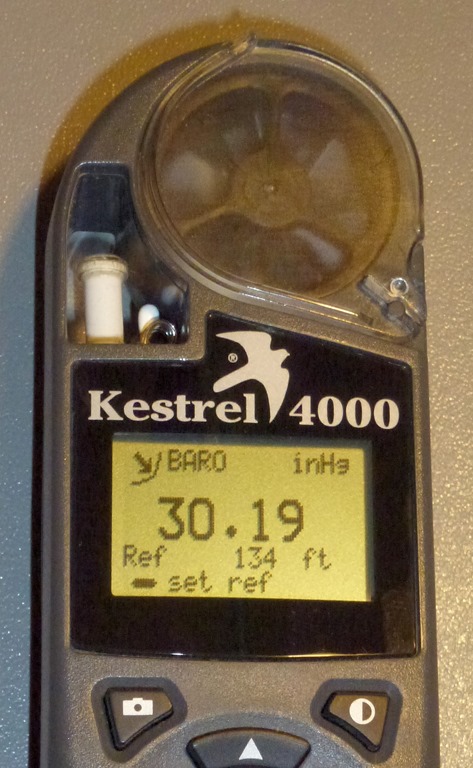 ®
Kestrel 4000
BARO inHg
30.19
Ref 134 ft
set ref